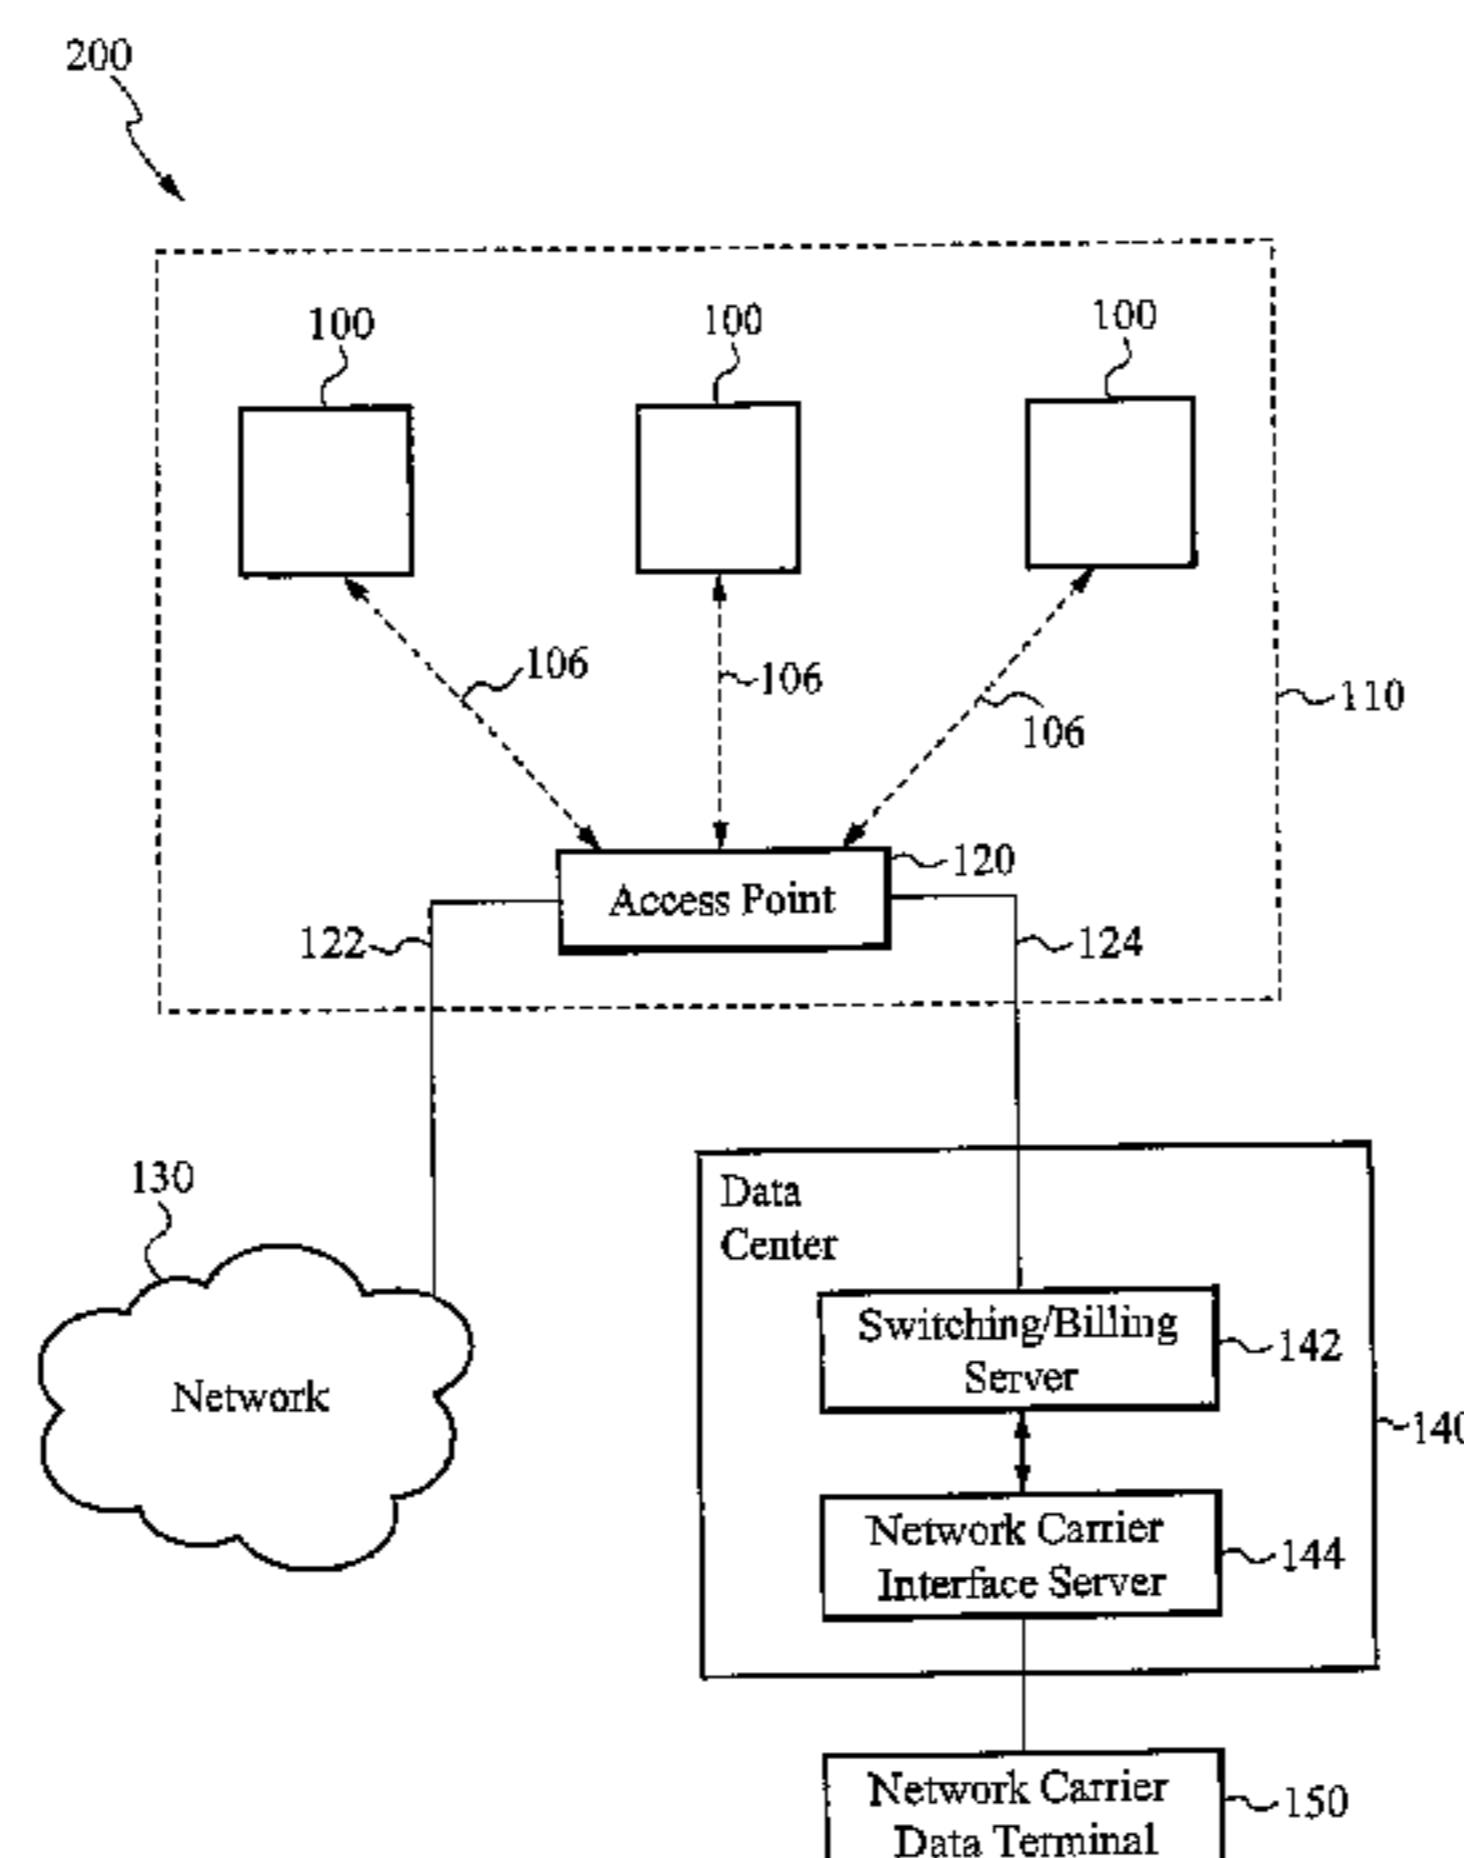 200
100
100
100
106
106
106
110
120
Access Point
122
124
130
Data
Center
Network
Switching/Billing
Server
142
140
Network Carrier
Interface Server
144
Network Carrier
Data Terminal
150